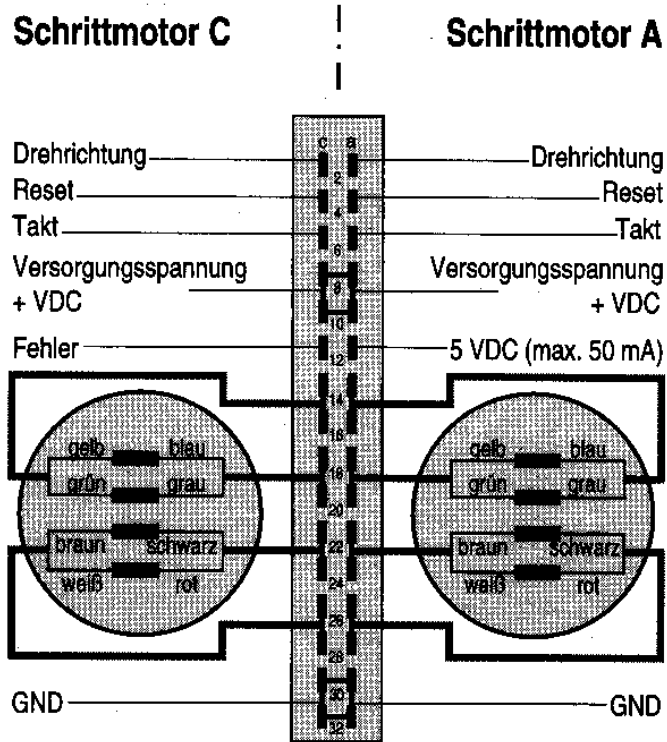 Schrittmotor C
Schrittmotor A
c a
Drehrichtung
2
Drehrichtung
Reset
4
Reset
Takt
6
Takt
Versorgungsspannung
+ VDC
8
Versorgungsspannung
+ VDC
10
Fehler
12
5 VDC (max. 50 mA)
14
16
gelb blau
grün grau
18
gelb blau
grün grau
20
braun schwarz
weiß rot
22
braun schwarz
weiß rot
24
26
28
GND
30
GND
32